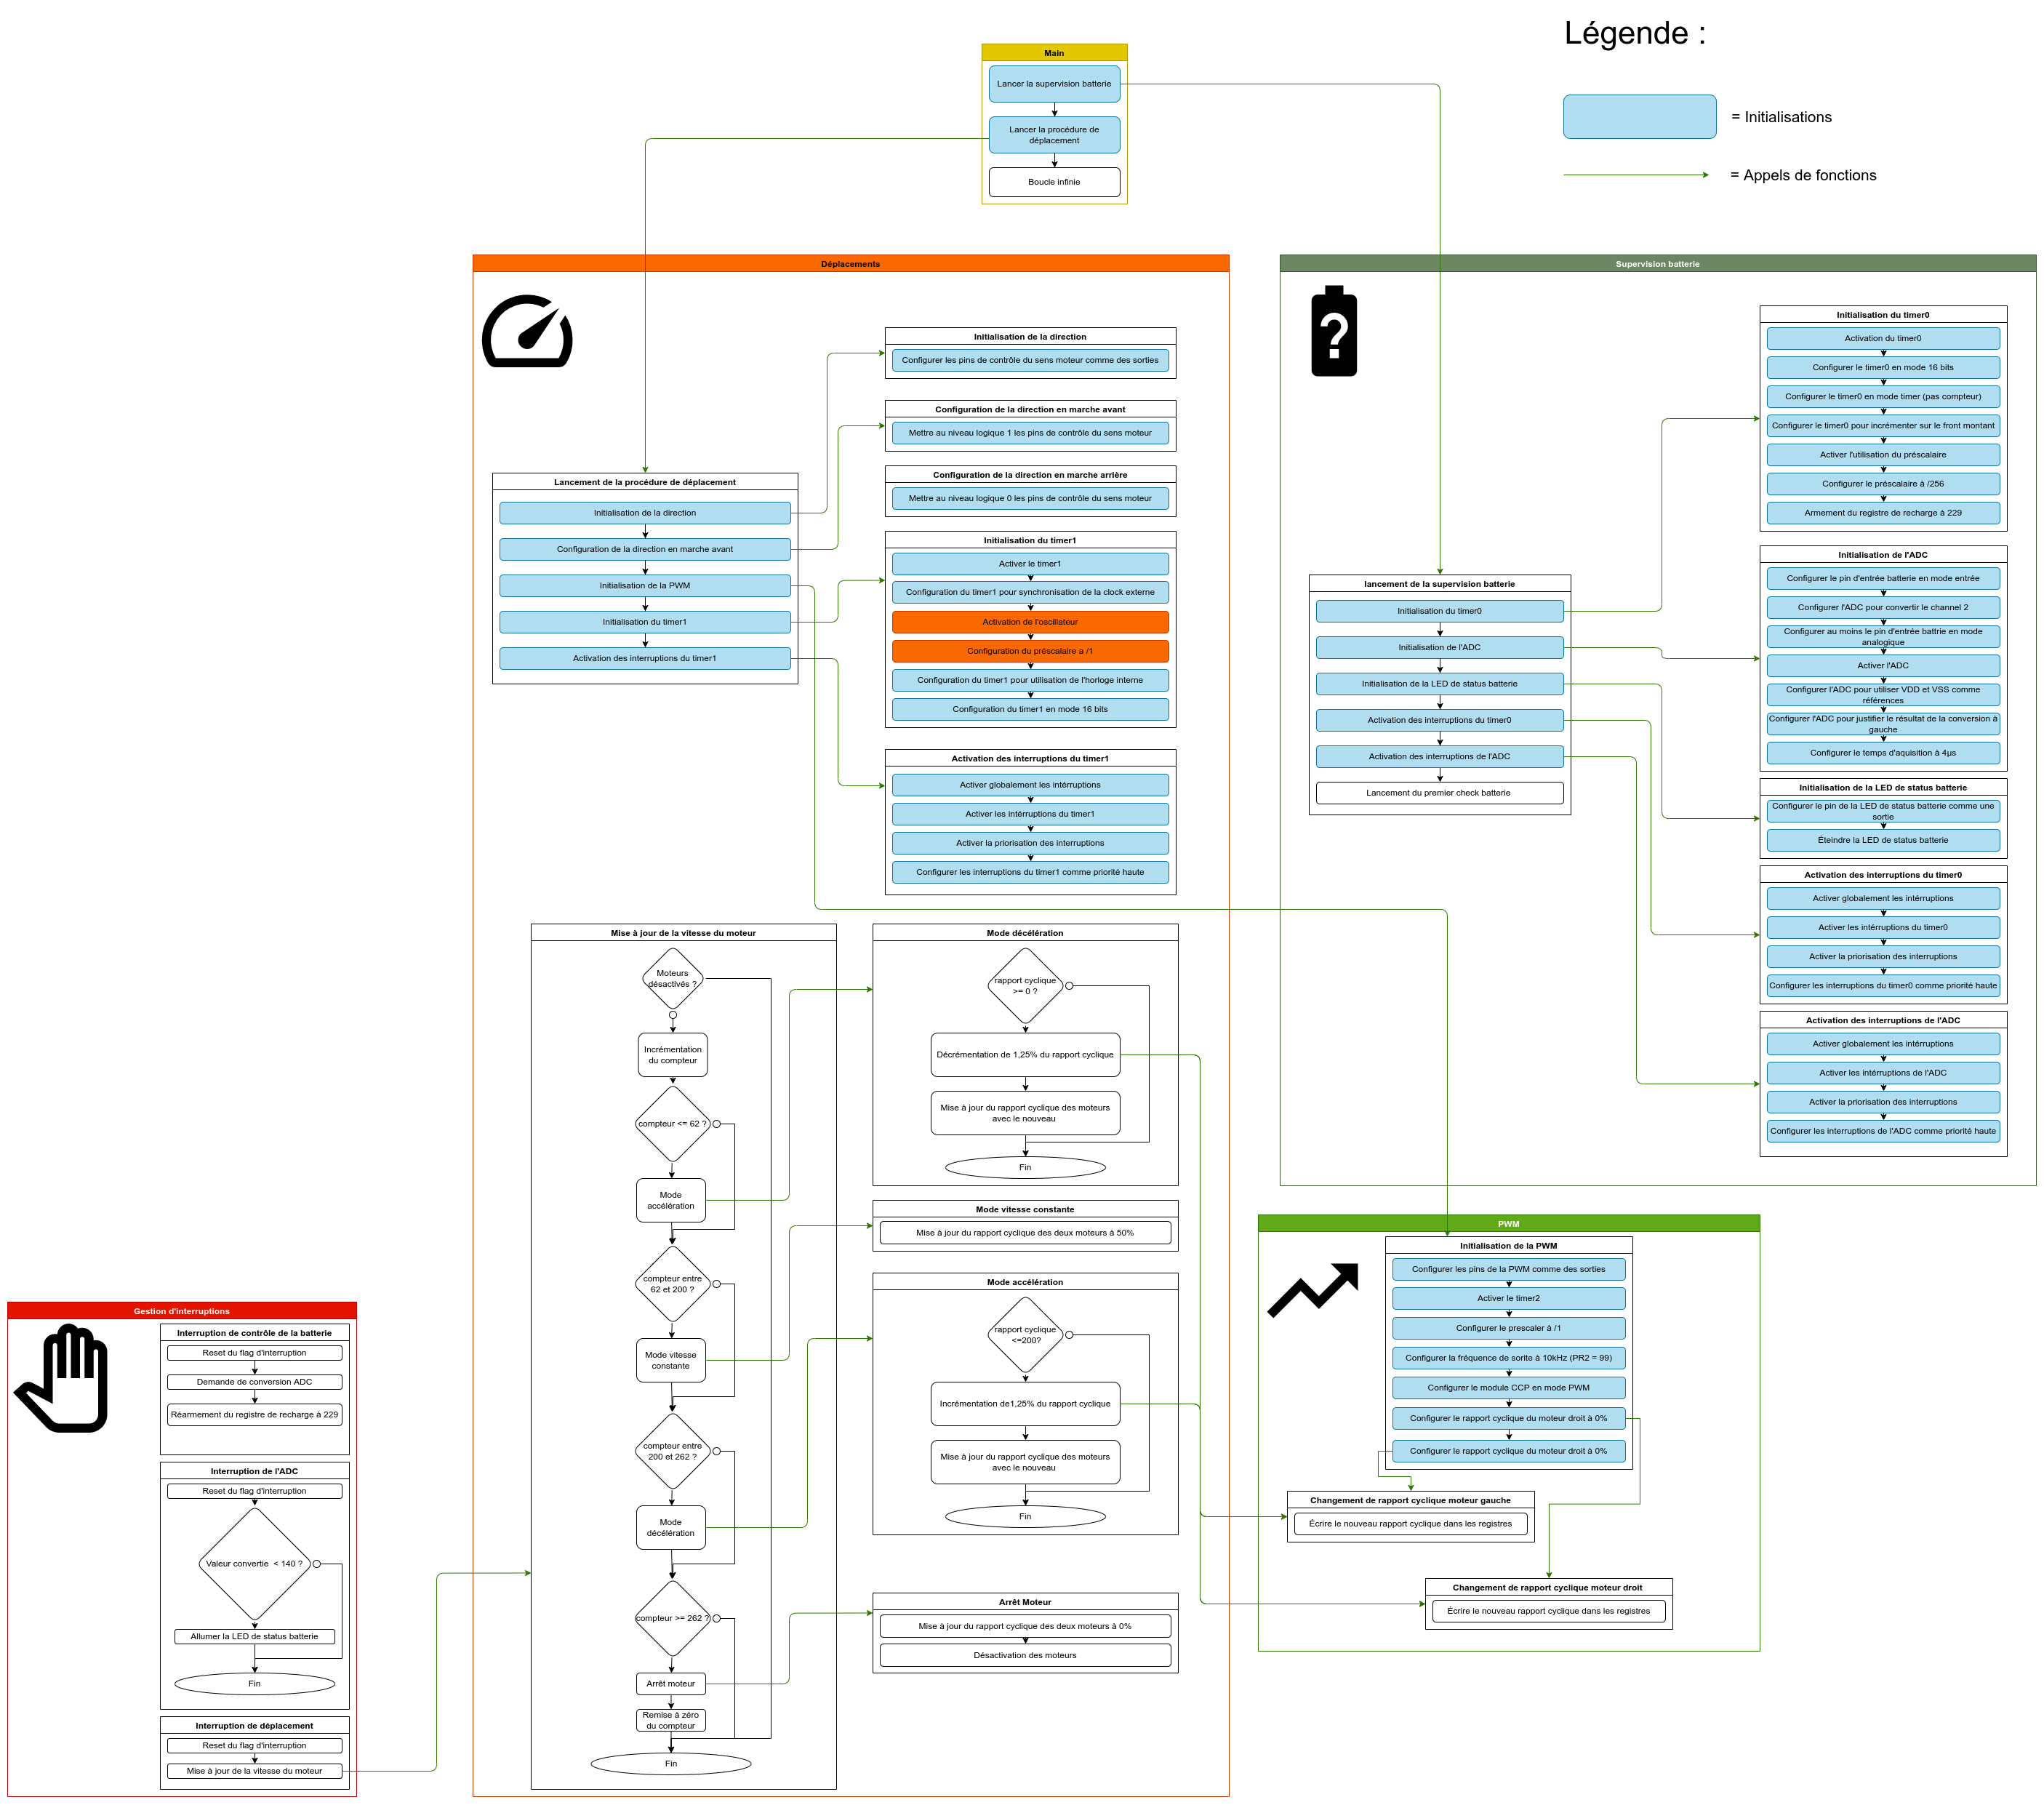 Légende :
= Initialisations
= Appels de fonctions
Main
Lancer la supervision batterie
Lancer la procédure de
déplacement
Boucle infinie
Déplacements
Lancement de la procédure de déplacement
Initialisation de la direction
Configuration de la direction en marche avant
Initialisation de la PWM
Initialisation du timer1
Activation des interruptions du timer1
Initialisation de la direction
Configurer les pins de contrôle du sens moteur comme des sorties
Configuration de la direction en marche avant
Mettre au niveau logique 1 les pins de contrôle du sens moteur
Configuration de la direction en marche arrière
Mettre au niveau logique 0 les pins de contrôle du sens moteur
Initialisation du timer1
Activer le timer1
Configuration du timer1 pour synchronisation de la clock externe
Activation de l'oscillateur
Configuration du préscalaire a /1
Configuration du timer1 pour utilisation de l'horloge interne
Configuration du timer1 en mode 16 bits
Activation des interruptions du timer1
Activer globalement les intérruptions
Activer les intérruptions du timer1
Activer la priorisation des interruptions
Configurer les interruptions du timer1 comme priorité haute
Mise à jour de la vitesse du moteur
Moteurs
désactivés ?
Incrémentation
du compteur
compteur <= 62 ?
Mode
accélération
compteur entre
62 et 200 ?
Mode vitesse
constante
compteur entre
200 et 262 ?
Mode
décélération
compteur >= 262 ?
Arrêt moteur
Remise à zéro
du compteur
Fin
Mode décélération
rapport cyclique
>= 0 ?
Décrémentation de 1,25% du rapport cyclique
Mise à jour du rapport cyclique des moteurs
avec le nouveau
Fin
Mode vitesse constante
Mise à jour du rapport cyclique des deux moteurs à 50%
Mode accélération
rapport cyclique
<=200?
Incrémentation de1,25% du rapport cyclique
Mise à jour du rapport cyclique des moteurs
avec le nouveau
Fin
Arrêt Moteur
Mise à jour du rapport cyclique des deux moteurs à 0%
Désactivation des moteurs
Supervision batterie
lancement de la supervision batterie
Initialisation du timer0
Initialisation de l'ADC
Initialisation de la LED de status batterie
Activation des interruptions du timer0
Activation des interruptions de l'ADC
Lancement du premier check batterie
Initialisation du timer0
Activation du timer0
Configurer le timer0 en mode 16 bits
Configurer le timer0 en mode timer (pas compteur)
Configurer le timer0 pour incrémenter sur le front montant
Activer l'utilisation du préscalaire
Configurer le préscalaire à /256
Armement du registre de recharge à 229
Initialisation de l'ADC
Configurer le pin d'entrée batterie en mode entrée
Configurer l'ADC pour convertir le channel 2
Configurer au moins le pin d'entrée battrie en mode
analogique
Activer l'ADC
Configurer l'ADC pour utiliser VDD et VSS comme
références
Configurer l'ADC pour justifier le résultat de la conversion à
gauche
Configurer le temps d'aquisition à 4µs
Initialisation de la LED de status batterie
Configurer le pin de la LED de status batterie comme une
sortie
Éteindre la LED de status batterie
Activation des interruptions du timer0
Activer globalement les intérruptions
Activer les intérruptions du timer0
Activer la priorisation des interruptions
Configurer les interruptions du timer0 comme priorité haute
Activation des interruptions de l'ADC
Activer globalement les intérruptions
Activer les intérruptions de l'ADC
Activer la priorisation des interruptions
Configurer les interruptions de l'ADC comme priorité haute
PWM
Initialisation de la PWM
Configurer les pins de la PWM comme des sorties
Activer le timer2
Configurer le prescaler à /1
Configurer la fréquence de sorite à 10kHz (PR2 = 99)
Configurer le module CCP en mode PWM
Configurer le rapport cyclique du moteur droit à 0%
Configurer le rapport cyclique du moteur droit à 0%
Changement de rapport cyclique moteur gauche
Écrire le nouveau rapport cyclique dans les registres
Changement de rapport cyclique moteur droit
Écrire le nouveau rapport cyclique dans les registres
Gestion d'interruptions
Interruption de contrôle de la batterie
Reset du flag d'interruption
Demande de conversion ADC
Réarmement du registre de recharge à 229
Interruption de l'ADC
Reset du flag d'interruption
Valeur convertie < 140 ?
Allumer la LED de status batterie
Fin
Interruption de déplacement
Reset du flag d'interruption
Mise à jour de la vitesse du moteur